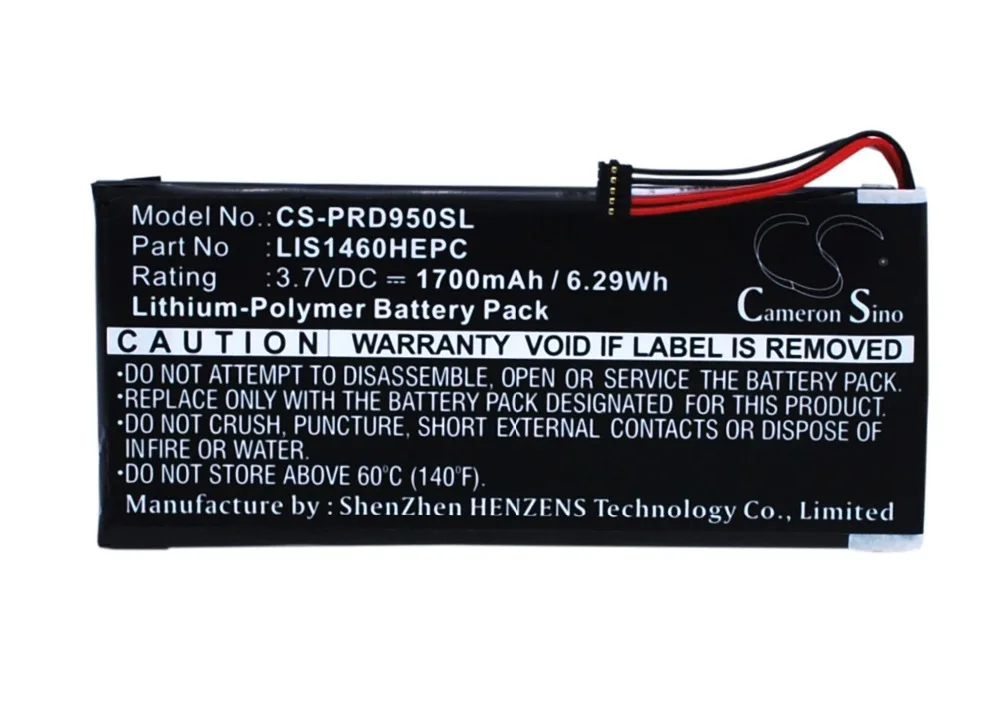 Model No.: CS-PRD950SL
Part No : LIS1460HEPC
Rating : 3.7VDC ⎓ 1700mAh / 6.29Wh
Lithium-Polymer Battery Pack
CS
Cameron Sino
CAUTION WARRANTY VOID IF LABEL IS REMOVED
•DO NOT ATTEMPT TO DISASSEMBLE, OPEN OR SERVICE THE BATTERY PACK.
•REPLACE ONLY WITH THE BATTERY PACK DESIGNATED FOR THIS PRODUCT.
•DO NOT CRUSH, PUNCTURE, SHORT EXTERNAL CONTACTS OR DISPOSE OF
INFIRE OR WATER.
•DO NOT STORE ABOVE 60°C (140°F).
Manufacture by : ShenZhen HENZENS Technology Co., Limited